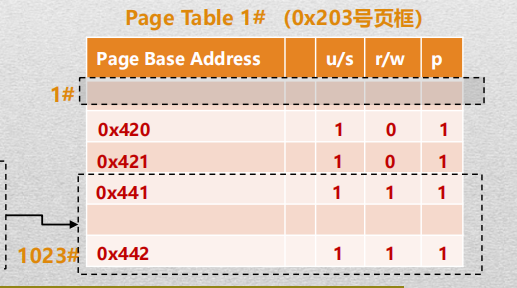 Page Table 1# (0x203号页框)
Page Base Address u/s r/w p
1#
0x420 1 0 1
0x421 1 0 1
0x441 1 1 1
1023# 0x442 1 1 1